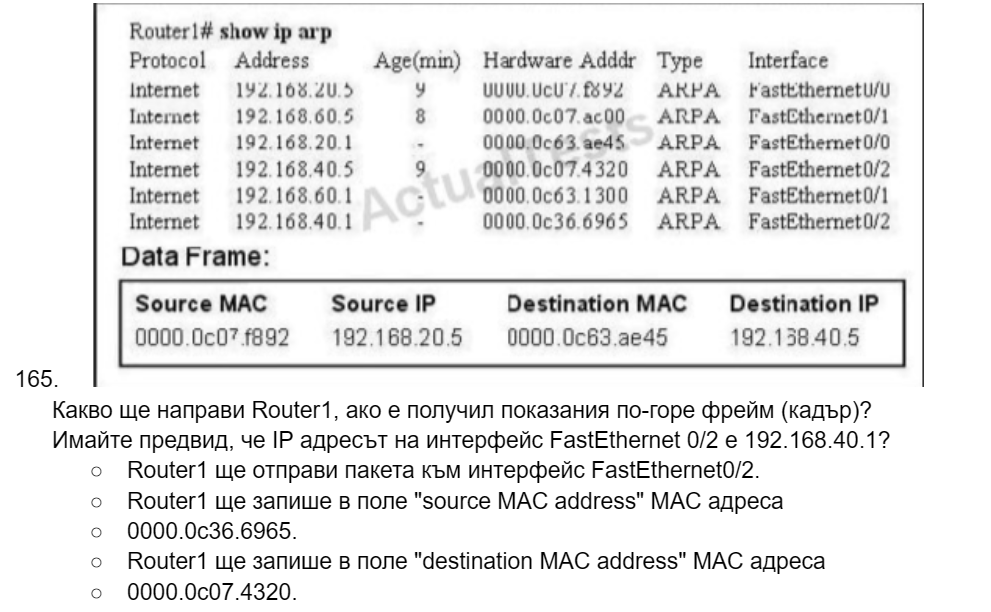 Router1# show ip arp
Protocol Address Age(min) Hardware Adddr Type Interface
Internet 192.168.20.5 9 0000.0c07.f892 ARPA FastEthernet0/0
Internet 192.168.60.5 8 0000.0c07.ac00 ARPA FastEthernet0/1
Internet 192.168.20.1 - 0000.0c63.ae45 ARPA FastEthernet0/0
Internet 192.168.40.5 9 0000.0c07.4320 ARPA FastEthernet0/2
Internet 192.168.60.1 - 0000.0c63.1300 ARPA FastEthernet0/1
Internet 192.168.40.1 - 0000.0c36.6965 ARPA FastEthernet0/2
ActualTests
Data Frame:
Source MAC Source IP Destination MAC Destination IP
0000.0c07.f892 192.168.20.5 0000.0c63.ae45 192.138.40.5
165.
Какво ще направи Router1, ако е получил показания по-горе фрейм (кадър)?
Имайте предвид, че IP адресът на интерфейс FastEthernet 0/2 е 192.168.40.1?
○ Router1 ще отправи пакета към интерфейс FastEthernet0/2.
○ Router1 ще запише в поле "source MAC address" MAC адреса
○ 0000.0c36.6965.
○ Router1 ще запише в поле "destination MAC address" MAC адреса
○ 0000.0c07.4320.